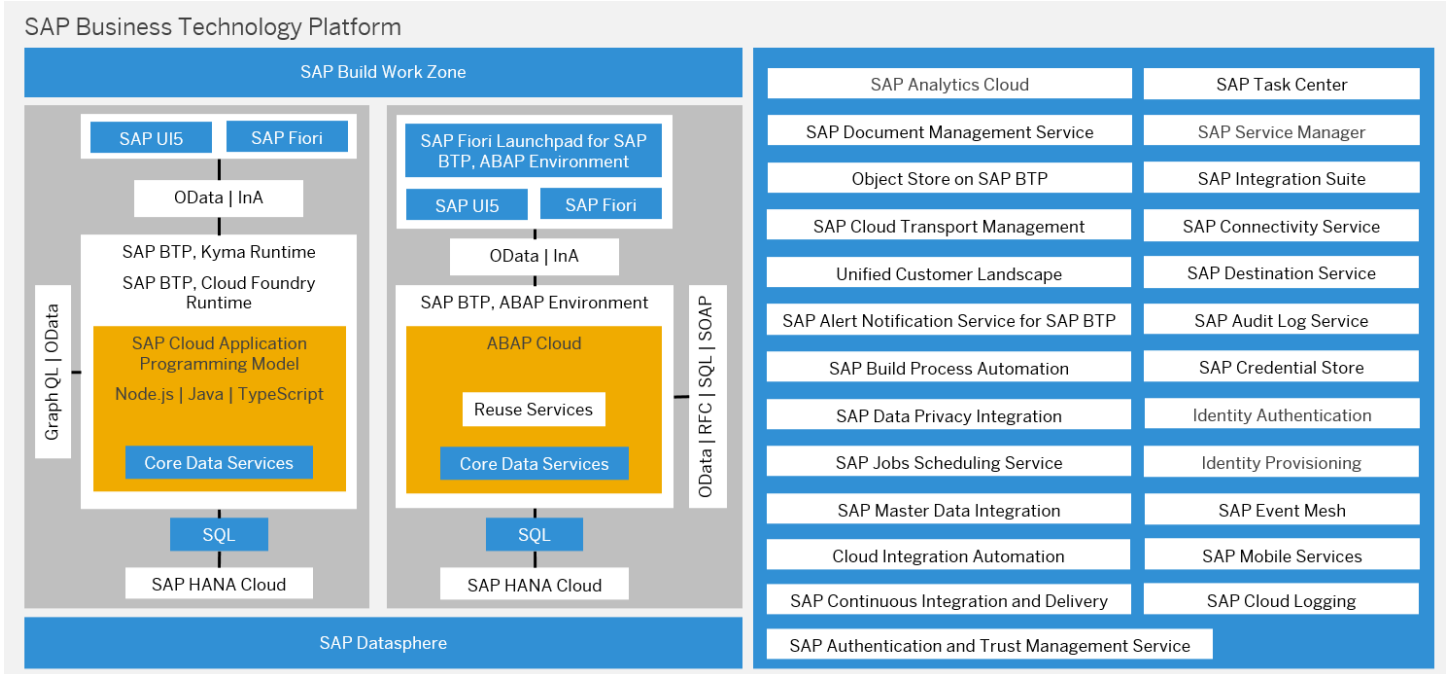 SAP Business Technology Platform
SAP Build Work Zone
SAP UI5
SAP Fiori
OData | InA
SAP BTP, Kyma Runtime
SAP BTP, Cloud Foundry
Runtime
Graph QL | OData
SAP Cloud Application
Programming Model
Node.js | Java | TypeScript
Core Data Services
SQL
SAP HANA Cloud
SAP Fiori Launchpad for SAP
BTP, ABAP Environment
SAP UI5
SAP Fiori
OData | InA
SAP BTP, ABAP Environment
ABAP Cloud
Reuse Services
Core Data Services
OData | RFC | SQL | SOAP
SQL
SAP HANA Cloud
SAP Datasphere
SAP Analytics Cloud
SAP Task Center
SAP Document Management Service
SAP Service Manager
Object Store on SAP BTP
SAP Integration Suite
SAP Cloud Transport Management
SAP Connectivity Service
Unified Customer Landscape
SAP Destination Service
SAP Alert Notification Service for SAP BTP
SAP Audit Log Service
SAP Build Process Automation
SAP Credential Store
SAP Data Privacy Integration
Identity Authentication
SAP Jobs Scheduling Service
Identity Provisioning
SAP Master Data Integration
SAP Event Mesh
Cloud Integration Automation
SAP Mobile Services
SAP Continuous Integration and Delivery
SAP Cloud Logging
SAP Authentication and Trust Management Service